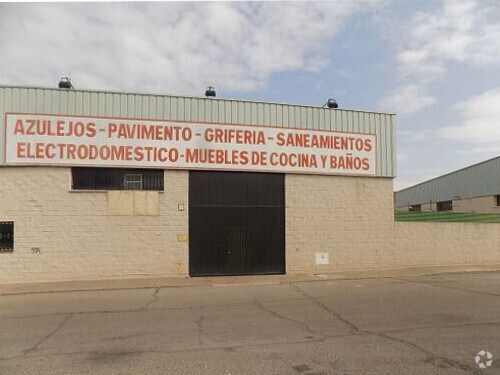 AZULEJOS - PAVIMENTO - GRIFERIA - SANEAMIENTOS
ELECTRODOMESTICO - MUEBLES DE COCINA Y BAÑOS